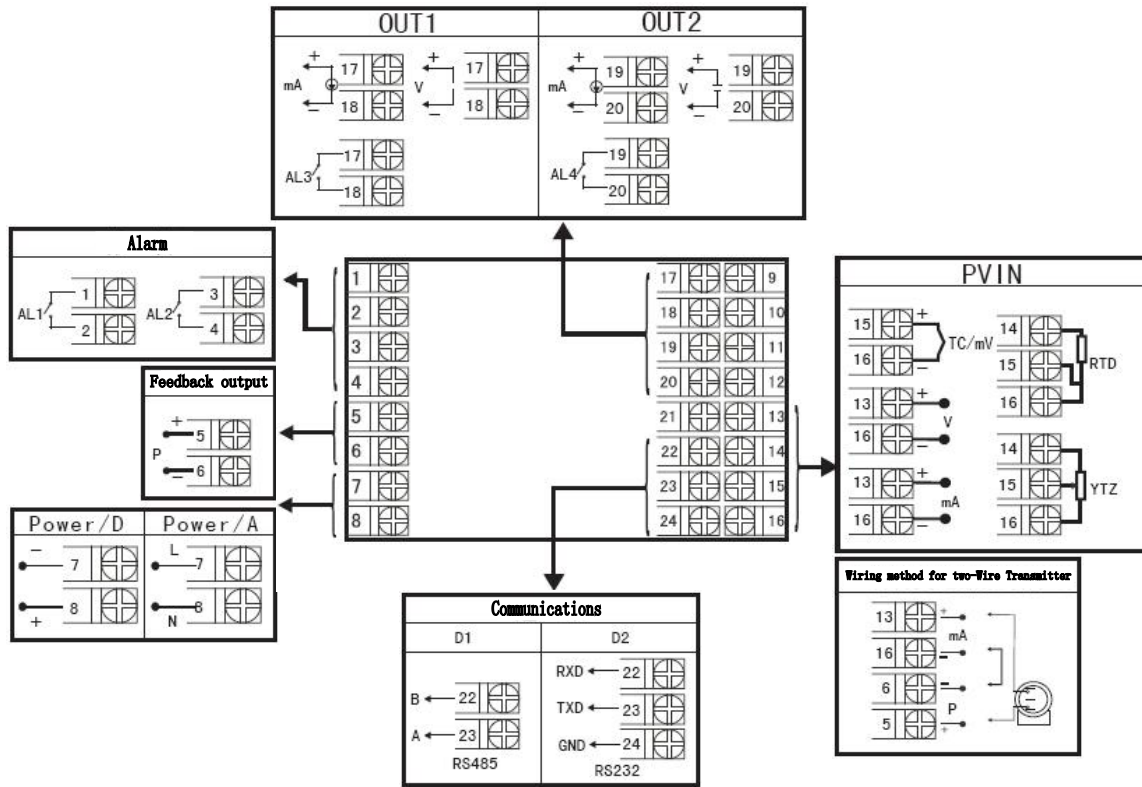 OUT1 OUT2
+ 17 + 17 + 19 + 19
mA V mA V
− 18 − 18 − 20 − 20
17 19
AL3 AL4
18 20
Alarm
1 3
AL1 AL2
2 4
Feedback output
+ 5
P
− 6
Power/D Power/A
− 7 L 7
8 8
+ N
1
2
3
4
5
6
7
8
17 9
18 10
19 11
20 12
21 13
22 14
23 15
24 16
PVIN
15 + 14
TC/mV
16 − 15 RTD
13 + 16
V
16 − 14
13 + 15 YTZ
mA
16 − 16
Wiring method for two-Wire Transmitter
13 +
mA
16 −
6 −
P
5 +
Communications
D1 D2
RXD 22
B 22
TXD 23
A 23
GND 24
RS485 RS232